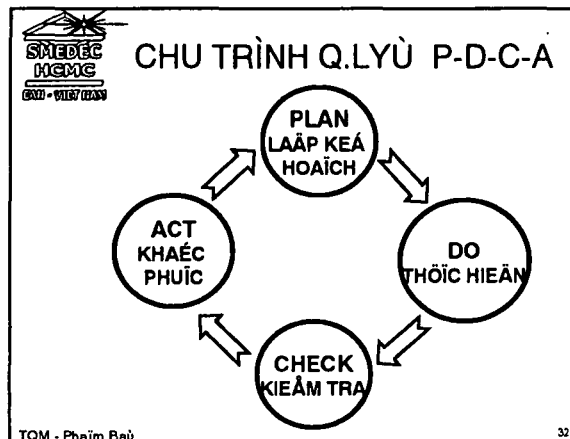 SMEDEC
HCMC
CHU TRÌNH Q.LYÙ P-D-C-A
PLAN
LAÄP KEÁ
HOAÏCH
ACT
KHAÉC
PHUÏC
DO
THÖÏC HIEÄN
CHECK
KIEÅM TRA
TQM - Phaïm Baù
32